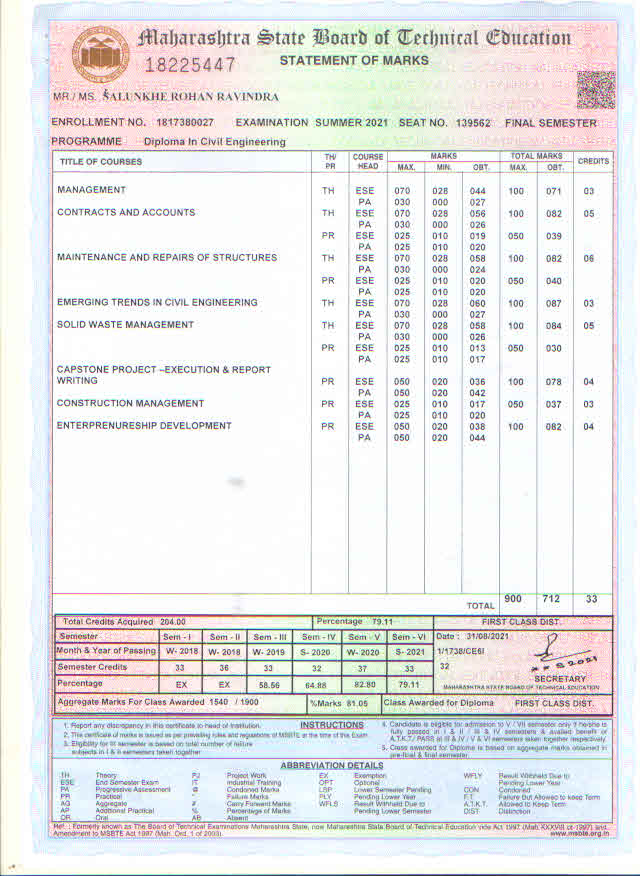 Maharashtra State Board of Technical Education
18225447
STATEMENT OF MARKS
MR./ MS. SALUNKHE ROHAN RAVINDRA
ENROLLMENT NO. 1817380027 EXAMINATION SUMMER 2021 SEAT NO. 139562 FINAL SEMESTER
PROGRAMME Diploma In Civil Engineering
TITLE OF COURSES TH/ PR COURSE HEAD MARKS TOTAL MARKS CREDITS
MAX. MIN. OBT. MAX. OBT.
MANAGEMENT TH ESE 070 028 044 100 071 03
PA 030 000 027
CONTRACTS AND ACCOUNTS TH ESE 070 028 056 100 082 05
PA 030 000 026
PR ESE 025 010 019 050 039
PA 025 010 020
MAINTENANCE AND REPAIRS OF STRUCTURES TH ESE 070 028 058 100 082 06
PA 030 000 024
PR ESE 025 010 020 050 040
PA 025 010 020
EMERGING TRENDS IN CIVIL ENGINEERING TH ESE 070 028 060 100 087 03
PA 030 000 027
SOLID WASTE MANAGEMENT TH ESE 070 028 058 100 084 05
PA 030 000 026
PR ESE 025 010 013 050 030
PA 025 010 017
CAPSTONE PROJECT –EXECUTION & REPORT
WRITING PR ESE 050 020 036 100 078 04
PA 050 020 042
CONSTRUCTION MANAGEMENT PR ESE 025 010 017 050 037 03
PA 025 010 020
ENTERPRENURESHIP DEVELOPMENT PR ESE 050 020 038 100 082 04
PA 050 020 044
TOTAL 900 712 33
Total Credits Acquired 204.00 Percentage 79.11 FIRST CLASS DIST.
Semester Sem - I Sem - II Sem - III Sem - IV Sem - V Sem - VI Date : 31/08/2021
Month & Year of Passing W- 2018 W- 2018 W- 2019 S- 2020 W- 2020 S- 2021 1/1738/CE6I
Semester Credits 33 36 33 32 37 33 32
Percentage EX EX 58.56 64.88 82.80 79.11 SECRETARY
MAHARASHTRA STATE BOARD OF TECHNICAL EDUCATION
Aggregate Marks For Class Awarded 1540 / 1900 %Marks 81.05 Class Awarded for Diploma FIRST CLASS DIST.
INSTRUCTIONS
1. Report any discrepancy in this certificate to head of Institution.
2. This certificate of marks is issued as per prevailing rules and regulations of MSBTE at the time of this Exam.
3. Eligibility for III semester is based on total number of failure
subjects in I & II semesters taken together
4. Candidate is eligible for admission to V / VII semester only if he/she is
fully passed in I & II / III & IV semesters & availed benefit of
A.T.K.T./ PASS at III & IV / V & VI semesters taken together respectively.
5. Class awarded for Diploma is based on aggregate marks obtained in
pre-final & final semester.
ABBREVIATION DETAILS
TH Theory PJ Project Work EX Exemption WFLY Result Withheld Due to
ESE End Semester Exam IT Industrial Training OPT Optional Pending Lower Year
PA Progressive Assessment @ Condoned Marks LSP Lower Semester Pending CON Condoned
PR Practical * Failure Marks PLY Pending Lower Year F.T. Failure But Allowed to keep Term
AG Aggregate # Carry Forward Marks WFLS Result Withheld Due to A.T.K.T. Allowed to Keep Term
AP Additional Practical % Percentage of Marks Pending Lower Semester DIST Distinction
OR Oral AB Absent
Ref. : Formerly known as The Board of Technical Examinations Maharashtra State, now Maharashtra State Board of Technical Education vide Act 1997 (Mah XXXVIII of 1997) and
Amendment to MSBTE Act 1997 (Mah. Ord. 1 of 2003). www.msbte.org.in